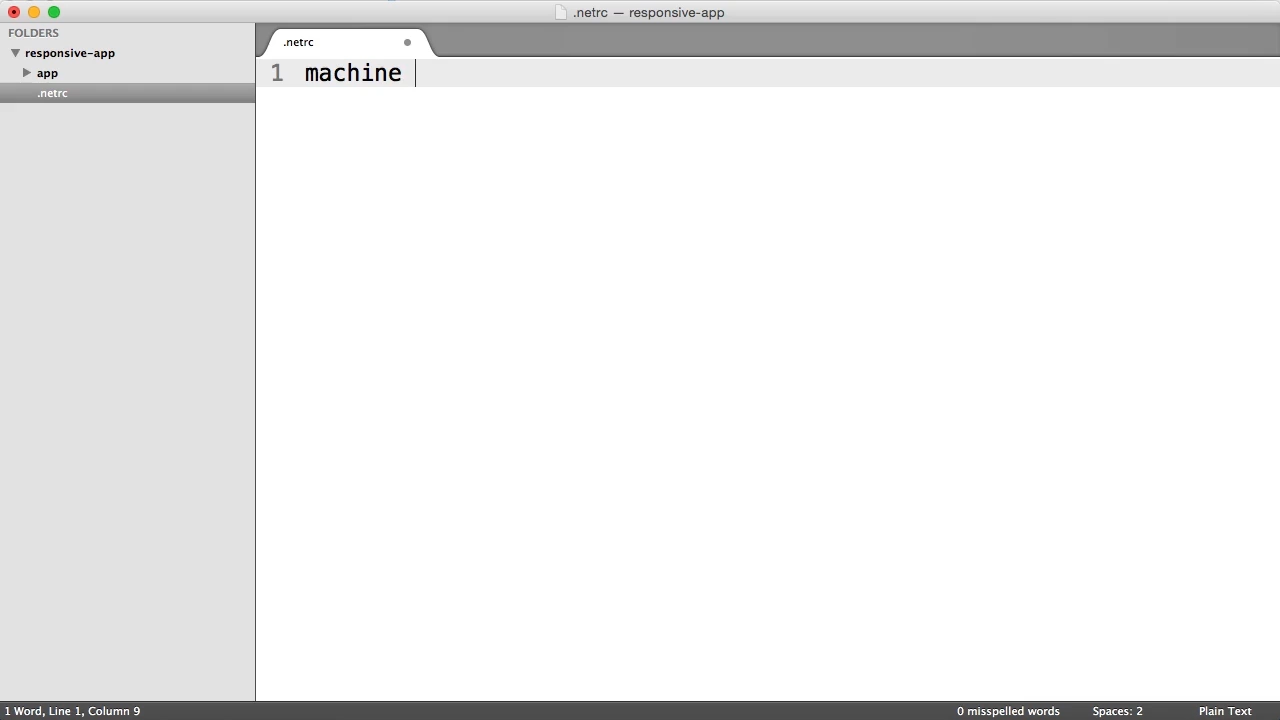 .netrc — responsive-app
FOLDERS
responsive-app
app
.netrc
.netrc
1 machine
1 Word, Line 1, Column 9
0 misspelled words
Spaces: 2
Plain Text